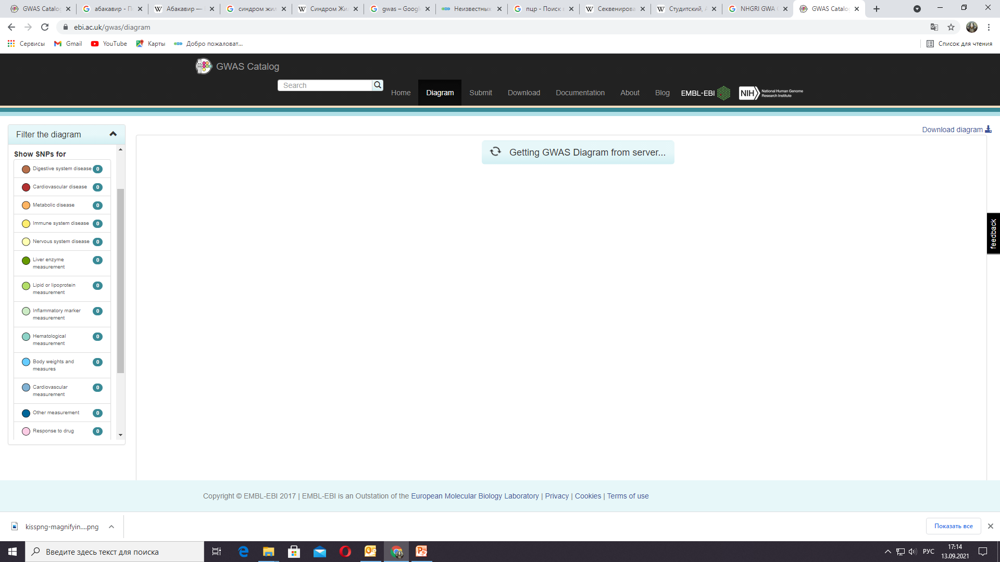 GWAS Catalog
абакавир - П
Абакавир —
синдром жил
Синдром Жи
gwas – Googl
Неизвестных
пцр - Поиск в
Секвенирова
Студитский, А
NHGRI GWA
GWAS Catalo
ebi.ac.uk/gwas/diagram
Сервисы
Gmail
YouTube
Карты
Добро пожаловат...
Список для чтения
GWAS Catalog
Search
Home
Diagram
Submit
Download
Documentation
About
Blog
EMBL-EBI
NIH
National Human Genome
Research Institute
Filter the diagram
Download diagram
Show SNPs for
Getting GWAS Diagram from server...
Digestive system disease 0
Cardiovascular disease 0
Metabolic disease 0
Immune system disease 0
Nervous system disease 0
Liver enzyme 0
measurement
Lipid or lipoprotein 0
measurement
Inflammatory marker 0
measurement
Hematological 0
measurement
Body weights and 0
measures
Cardiovascular 0
measurement
Other measurement 0
Response to drug 0
feedback
Copyright © EMBL-EBI 2017 | EMBL-EBI is an Outstation of the European Molecular Biology Laboratory | Privacy | Cookies | Terms of use
kisspng-magnifyin....png
Показать все
Введите здесь текст для поиска
РУС
17:14
13.09.2021